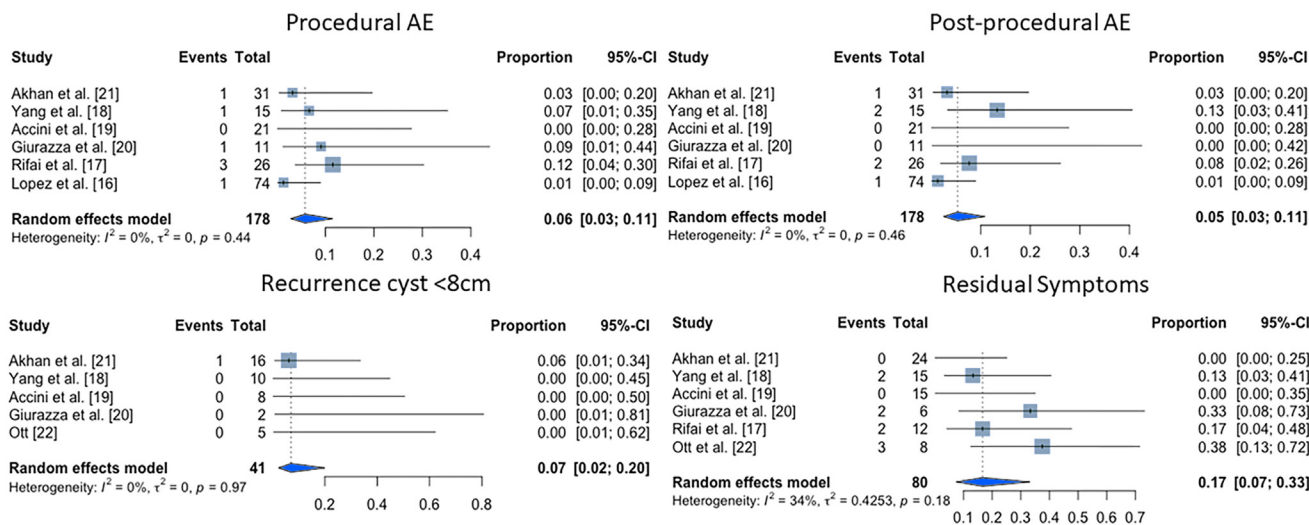 Procedural AE
Study Events Total Proportion 95%-CI
Akhan et al. [21] 1 31 0.03 [0.00; 0.20]
Yang et al. [18] 1 15 0.07 [0.01; 0.35]
Accini et al. [19] 0 21 0.00 [0.00; 0.28]
Giurazza et al. [20] 1 11 0.09 [0.01; 0.44]
Rifai et al. [17] 3 26 0.12 [0.04; 0.30]
Lopez et al. [16] 1 74 0.01 [0.00; 0.09]
Random effects model 178 0.06 [0.03; 0.11]
Heterogeneity: I² = 0%, τ² = 0, p = 0.44
0.1 0.2 0.3 0.4
Post-procedural AE
Study Events Total Proportion 95%-CI
Akhan et al. [21] 1 31 0.03 [0.00; 0.20]
Yang et al. [18] 2 15 0.13 [0.03; 0.41]
Accini et al. [19] 0 21 0.00 [0.00; 0.28]
Giurazza et al. [20] 0 11 0.00 [0.00; 0.42]
Rifai et al. [17] 2 26 0.08 [0.02; 0.26]
Lopez et al. [16] 1 74 0.01 [0.00; 0.09]
Random effects model 178 0.05 [0.03; 0.11]
Heterogeneity: I² = 0%, τ² = 0, p = 0.46
0.1 0.2 0.3 0.4
Recurrence cyst <8cm
Study Events Total Proportion 95%-CI
Akhan et al. [21] 1 16 0.06 [0.01; 0.34]
Yang et al. [18] 0 10 0.00 [0.00; 0.45]
Accini et al. [19] 0 8 0.00 [0.00; 0.50]
Giurazza et al. [20] 0 2 0.00 [0.01; 0.81]
Ott [22] 0 5 0.00 [0.01; 0.62]
Random effects model 41 0.07 [0.02; 0.20]
Heterogeneity: I² = 0%, τ² = 0, p = 0.97
0.2 0.4 0.6 0.8
Residual Symptoms
Study Events Total Proportion 95%-CI
Akhan et al. [21] 0 24 0.00 [0.00; 0.25]
Yang et al. [18] 2 15 0.13 [0.03; 0.41]
Accini et al. [19] 0 15 0.00 [0.00; 0.35]
Giurazza et al. [20] 2 6 0.33 [0.08; 0.73]
Rifai et al. [17] 2 12 0.17 [0.04; 0.48]
Ott et al. [22] 3 8 0.38 [0.13; 0.72]
Random effects model 80 0.17 [0.07; 0.33]
Heterogeneity: I² = 34%, τ² = 0.4253, p = 0.18
0.1 0.2 0.3 0.4 0.5 0.6 0.7